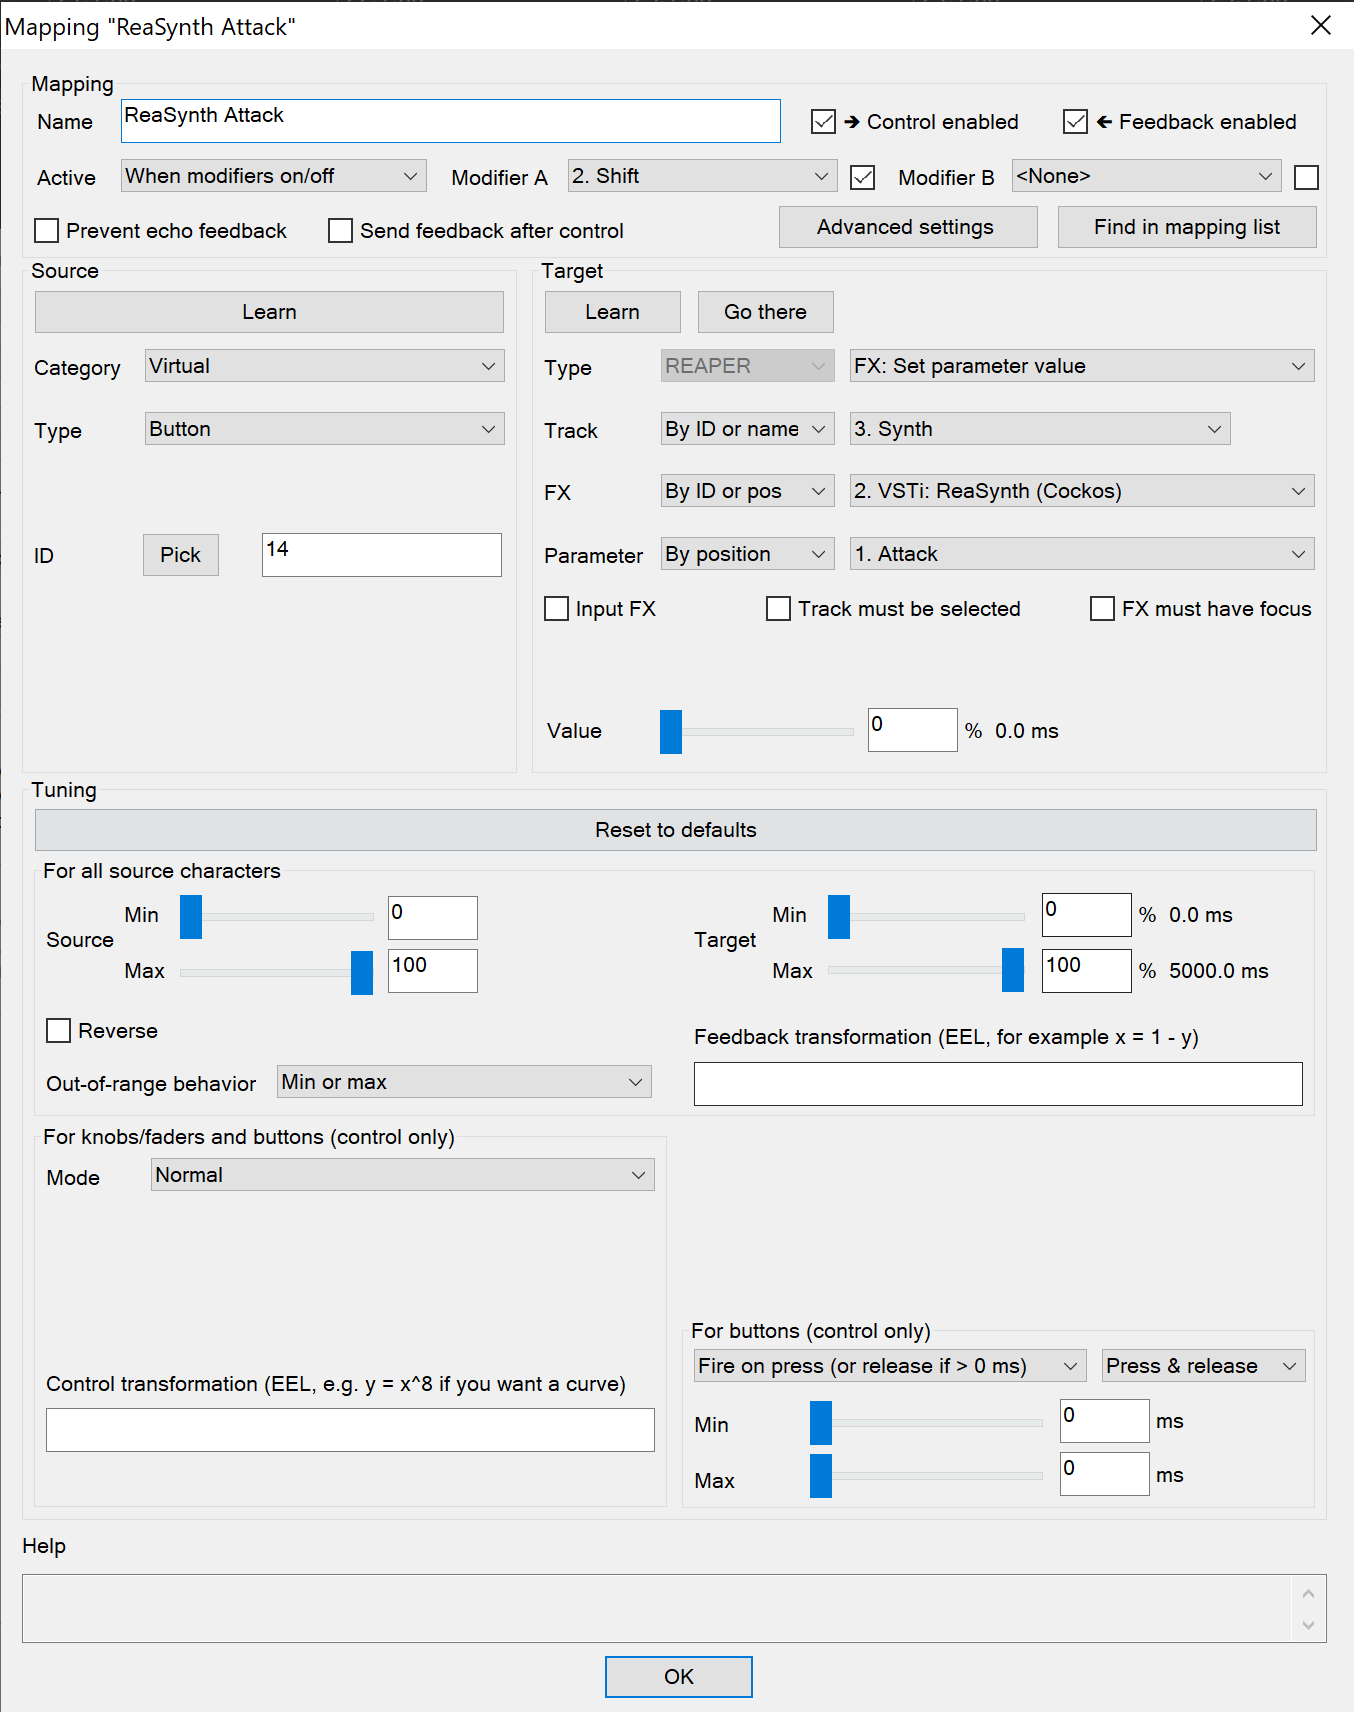 Mapping "ReaSynth Attack"
Mapping
Name ReaSynth Attack → Control enabled ← Feedback enabled
Active When modifiers on/off Modifier A 2. Shift Modifier B <None>
Prevent echo feedback Send feedback after control Advanced settings Find in mapping list
Source
Learn
Category Virtual
Type Button
ID Pick 14
Target
Learn Go there
Type REAPER FX: Set parameter value
Track By ID or name 3. Synth
FX By ID or pos 2. VSTi: ReaSynth (Cockos)
Parameter By position 1. Attack
Input FX Track must be selected FX must have focus
Value 0 % 0.0 ms
Tuning
Reset to defaults
For all source characters
Source
Min 0
Max 100
Target
Min 0 % 0.0 ms
Max 100 % 5000.0 ms
Reverse
Out-of-range behavior Min or max
Feedback transformation (EEL, for example x = 1 - y)
For knobs/faders and buttons (control only)
Mode Normal
Control transformation (EEL, e.g. y = x^8 if you want a curve)
For buttons (control only)
Fire on press (or release if > 0 ms) Press & release
Min 0 ms
Max 0 ms
Help
OK